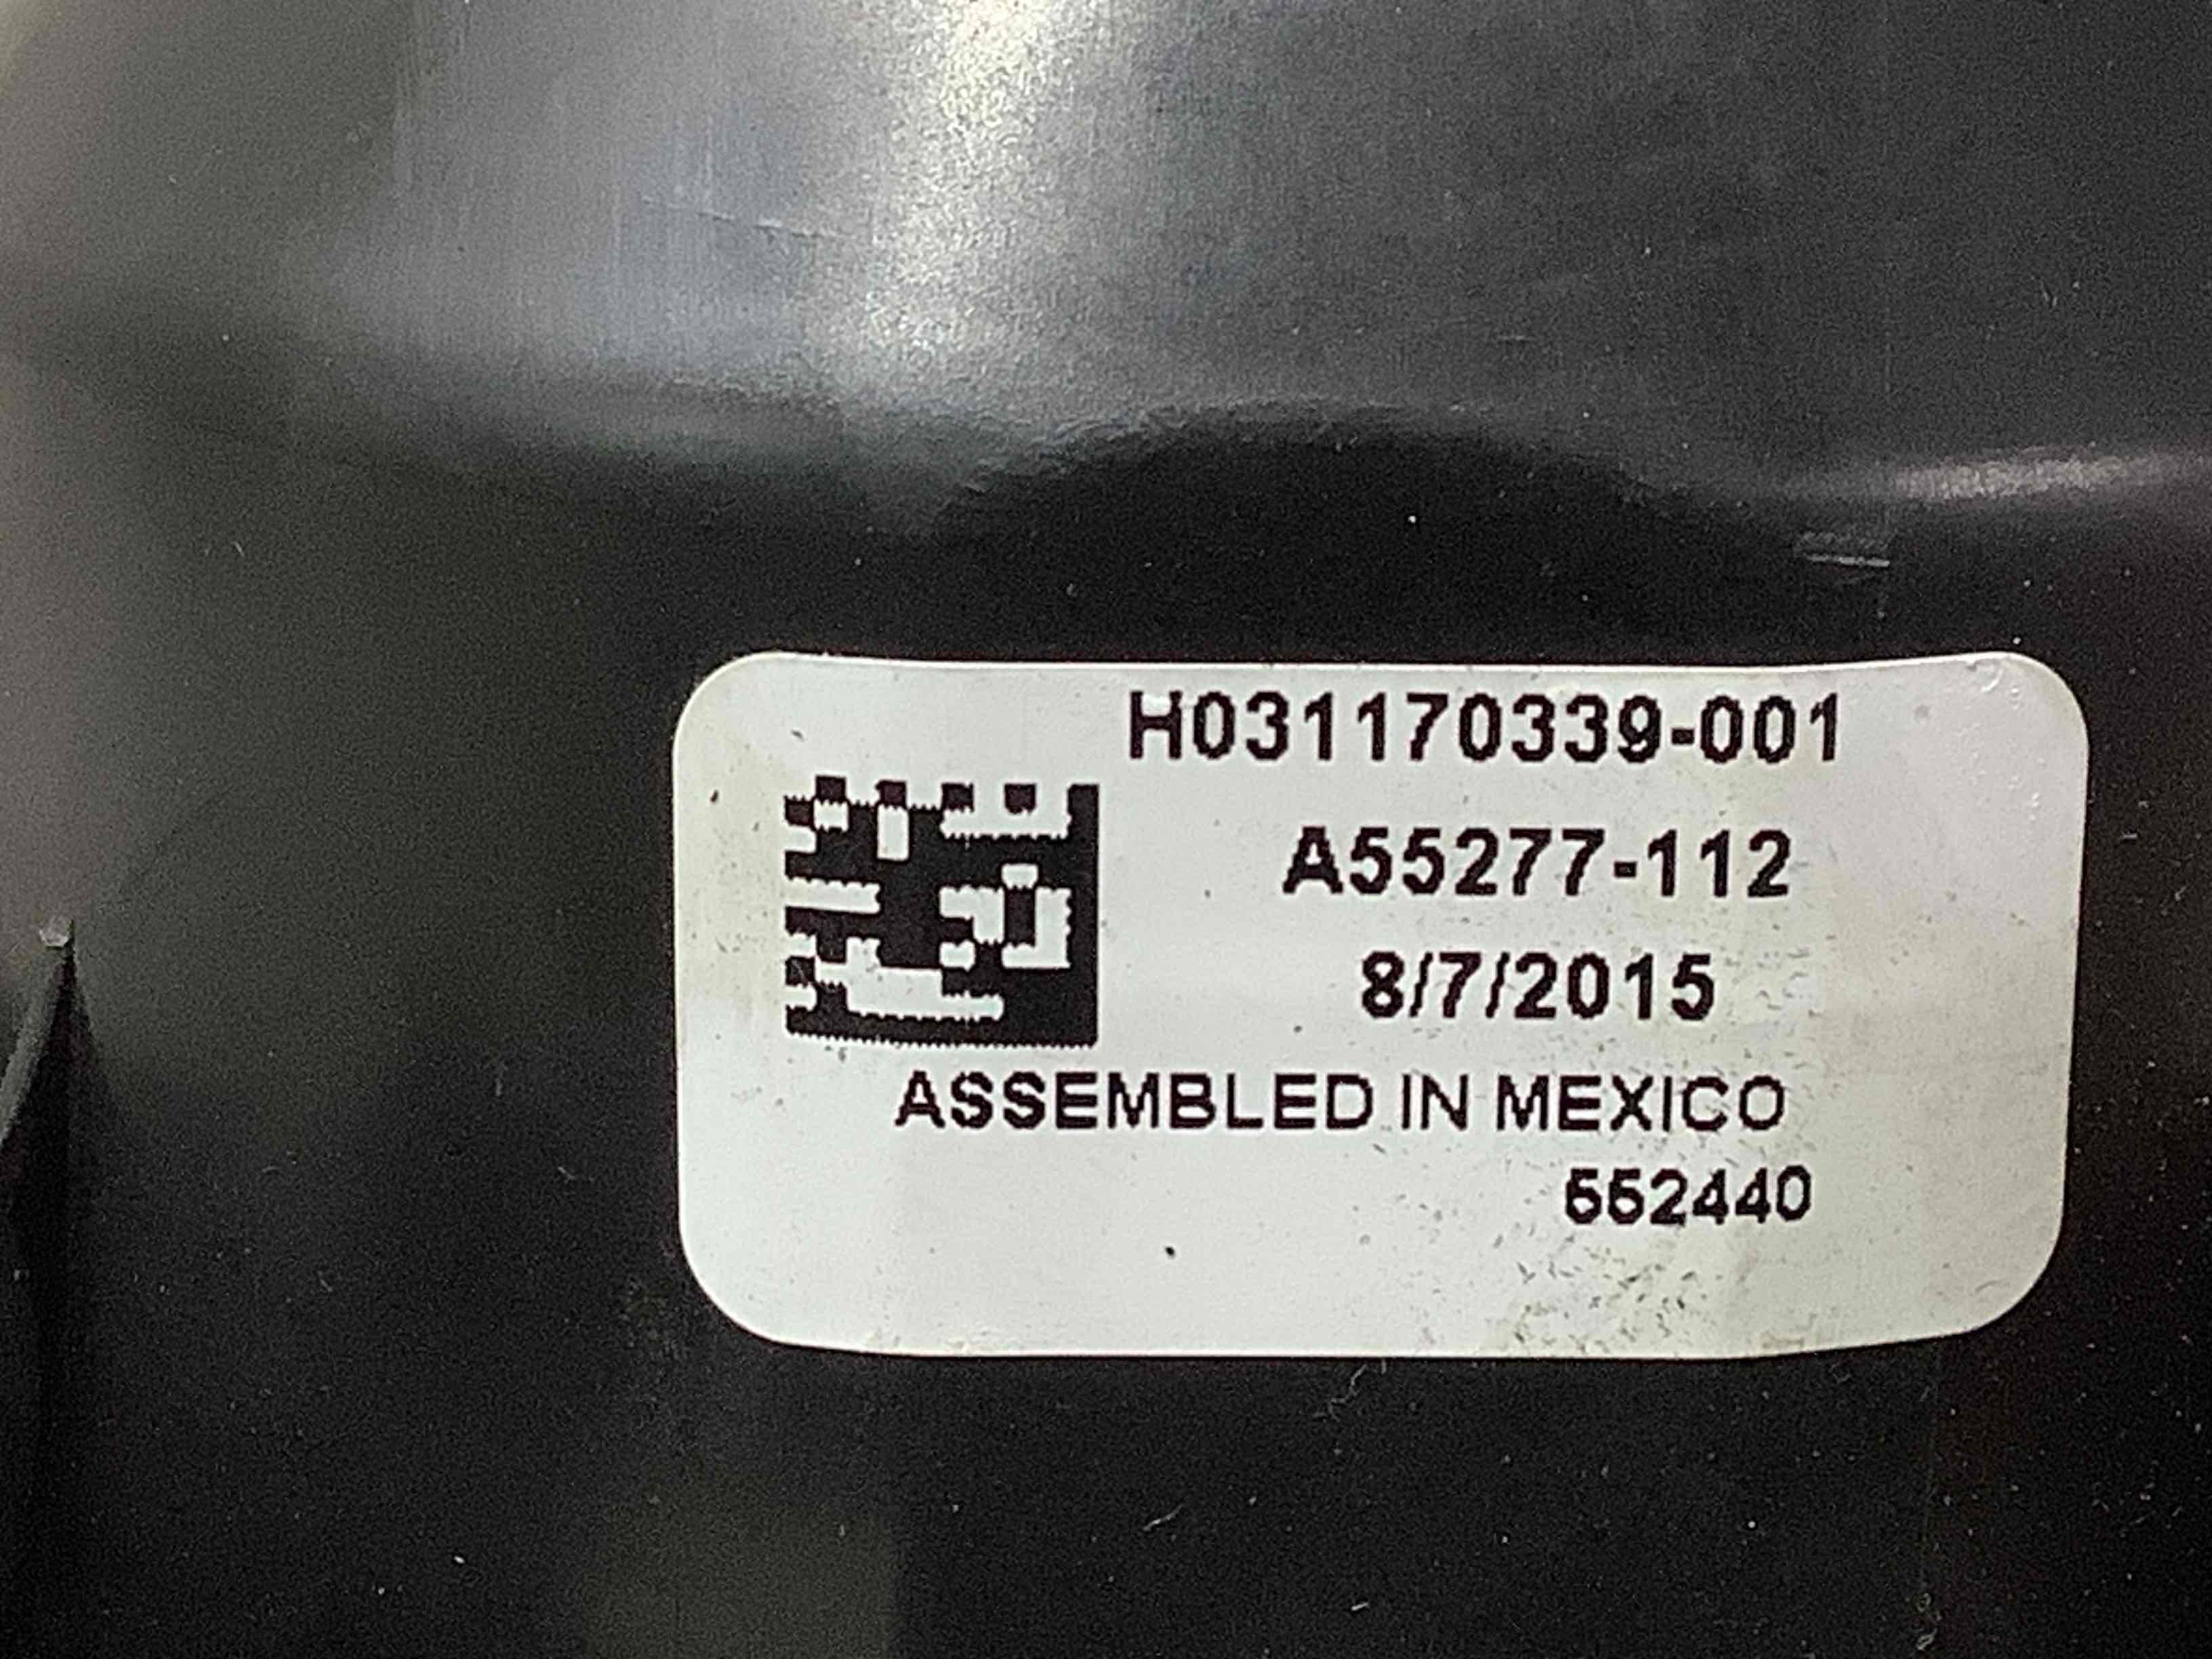 H031170339-001
A55277-112
8/7/2015
ASSEMBLED IN MEXICO
552440